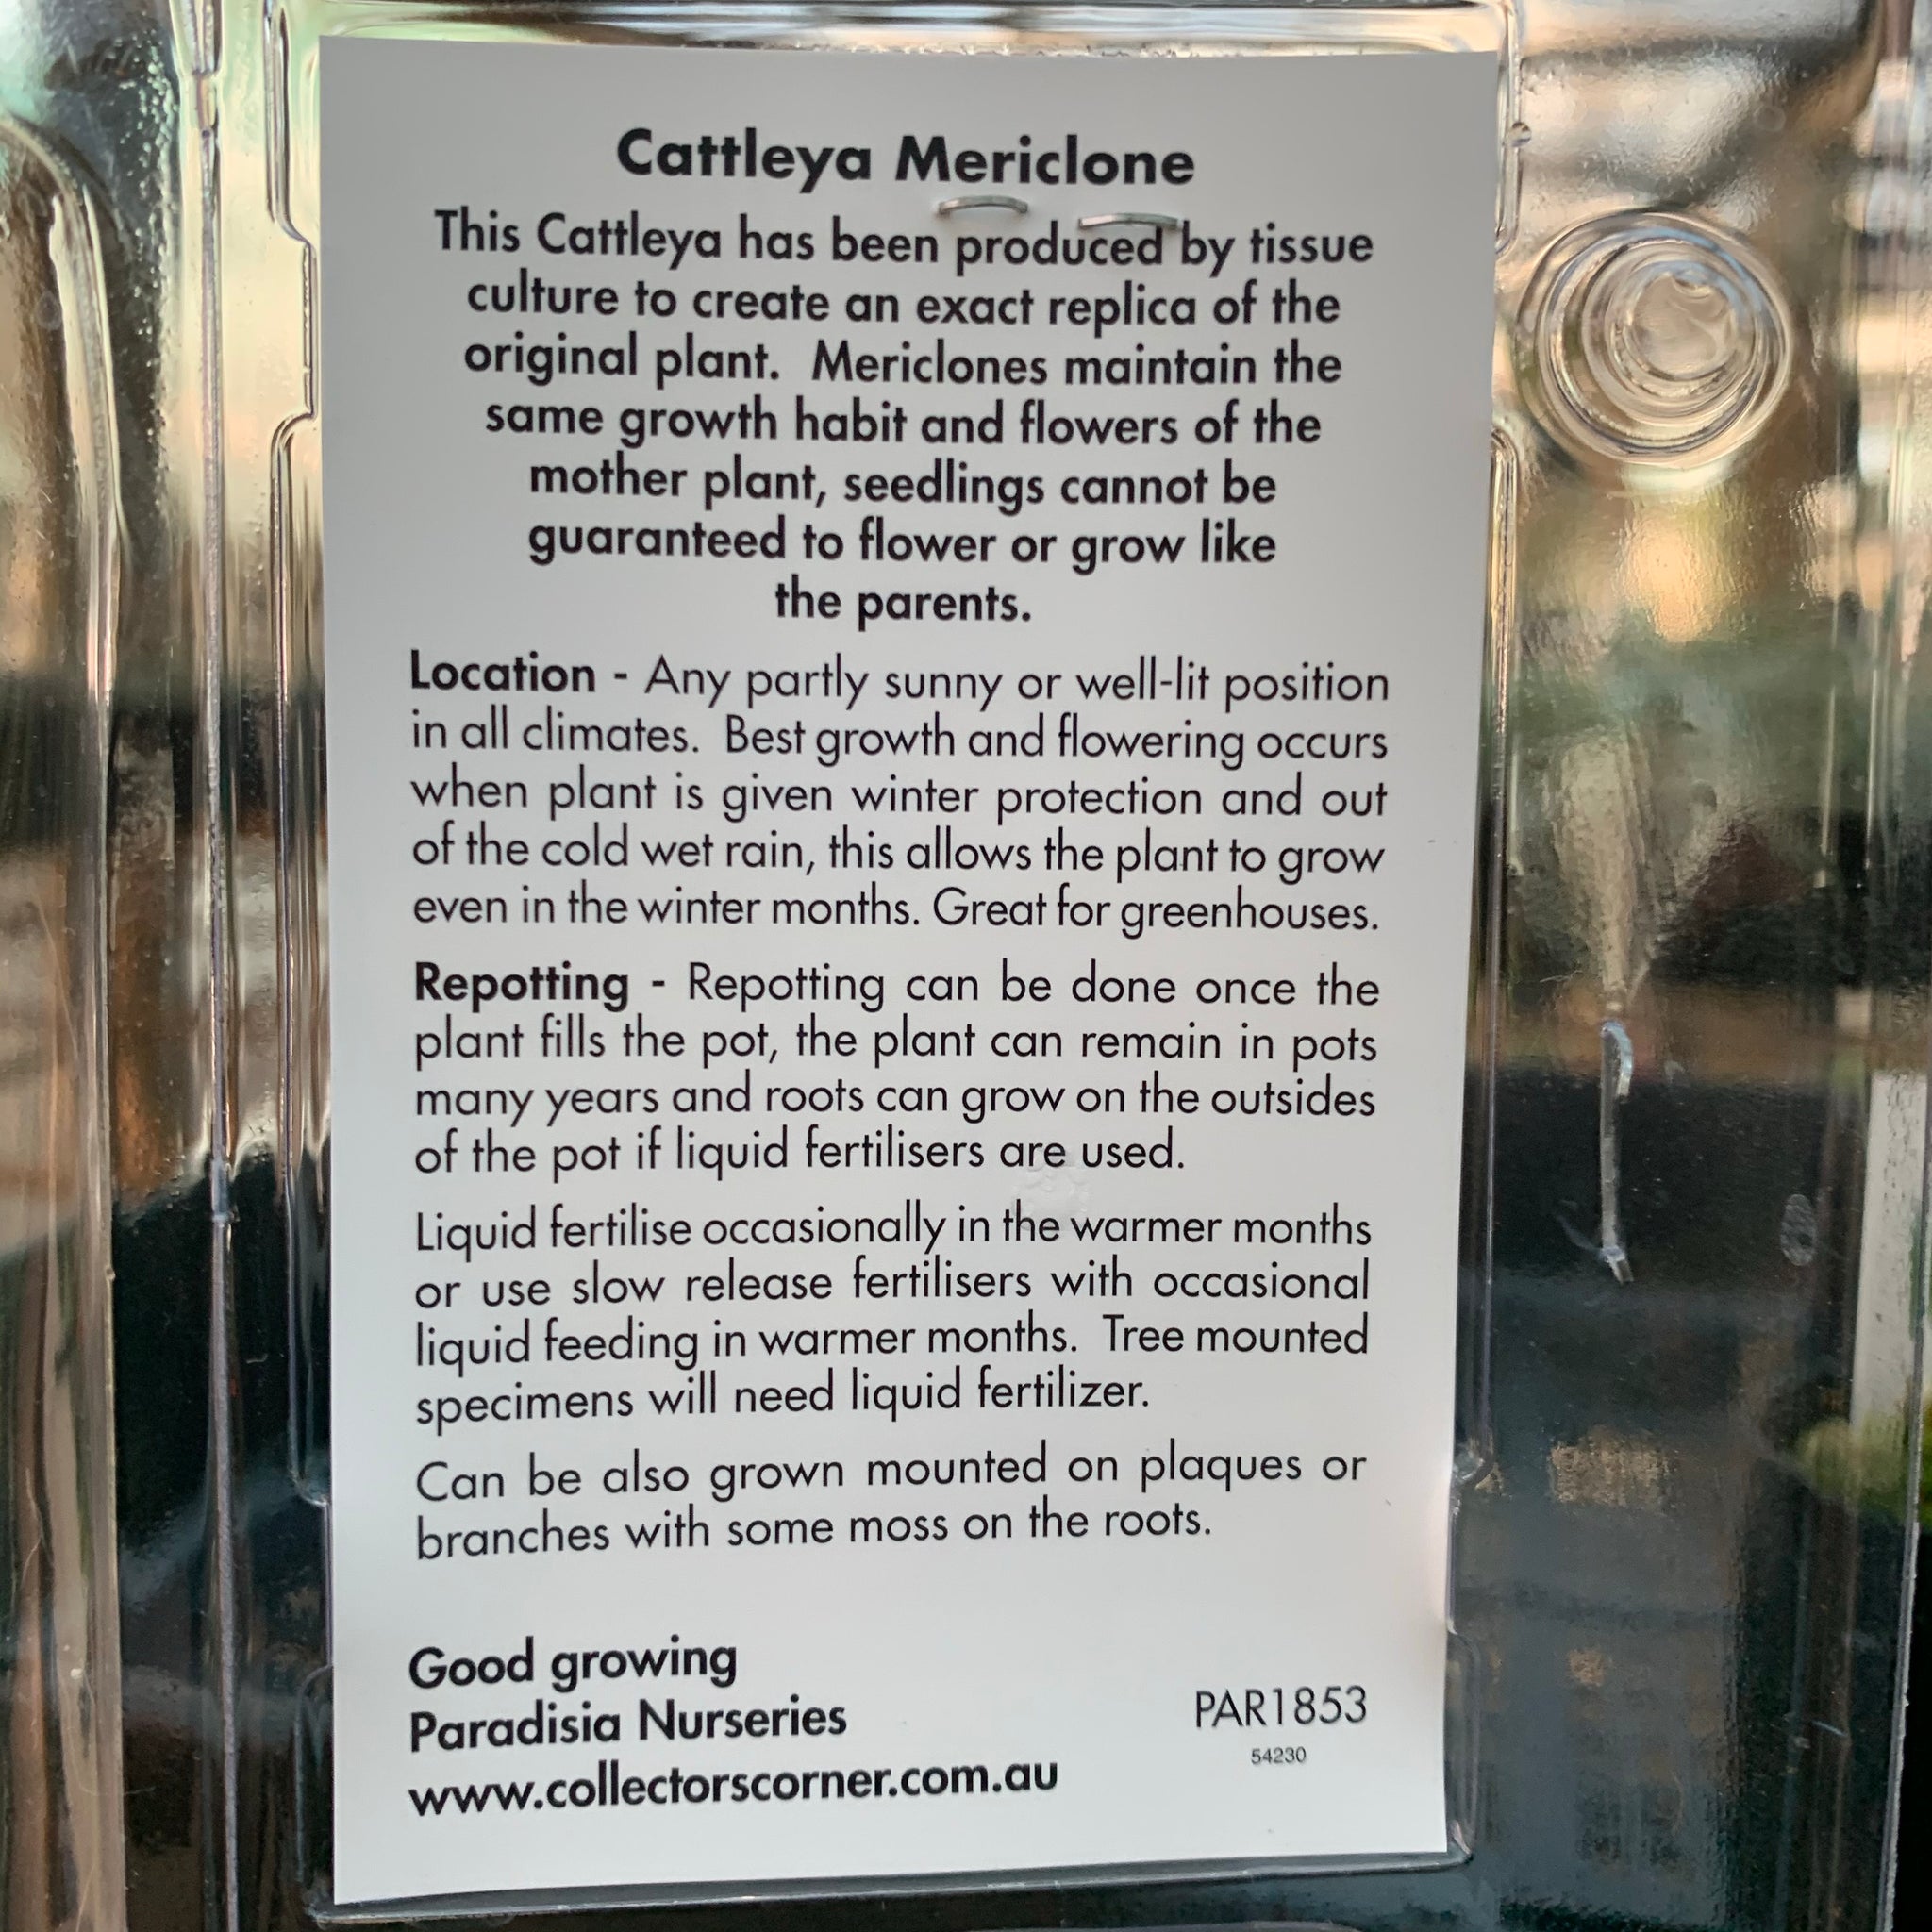 Cattleya Mericlone
This Cattleya has been produced by tissue
culture to create an exact replica of the
original plant. Mericlones maintain the
same growth habit and flowers of the
mother plant, seedlings cannot be
guaranteed to flower or grow like
the parents.
Location - Any partly sunny or well-lit position
in all climates. Best growth and flowering occurs
when plant is given winter protection and out
of the cold wet rain, this allows the plant to grow
even in the winter months. Great for greenhouses.
Repotting - Repotting can be done once the
plant fills the pot, the plant can remain in pots
many years and roots can grow on the outsides
of the pot if liquid fertilisers are used.
Liquid fertilise occasionally in the warmer months
or use slow release fertilisers with occasional
liquid feeding in warmer months. Tree mounted
specimens will need liquid fertilizer.
Can be also grown mounted on plaques or
branches with some moss on the roots.
Good growing
Paradisia Nurseries
www.collectorscorner.com.au
PAR1853
54230